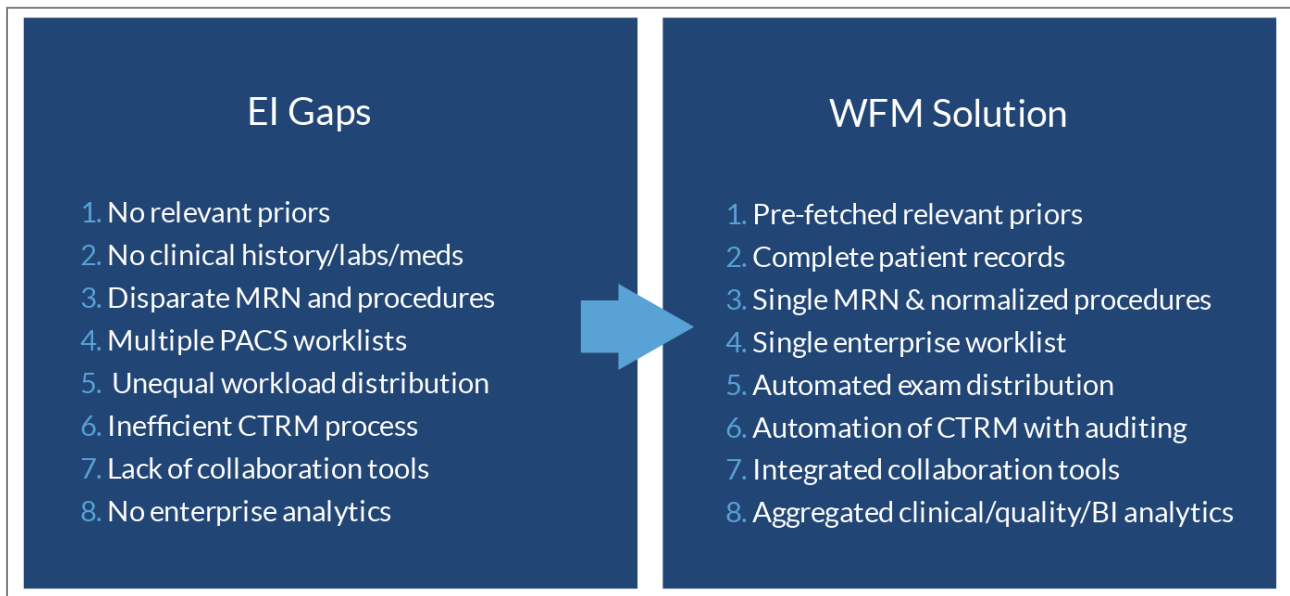 EI Gaps
1. No relevant priors
2. No clinical history/labs/meds
3. Disparate MRN and procedures
4. Multiple PACS worklists
5. Unequal workload distribution
6. Inefficient CTRM process
7. Lack of collaboration tools
8. No enterprise analytics
WFM Solution
1. Pre-fetched relevant priors
2. Complete patient records
3. Single MRN & normalized procedures
4. Single enterprise worklist
5. Automated exam distribution
6. Automation of CTRM with auditing
7. Integrated collaboration tools
8. Aggregated clinical/quality/BI analytics